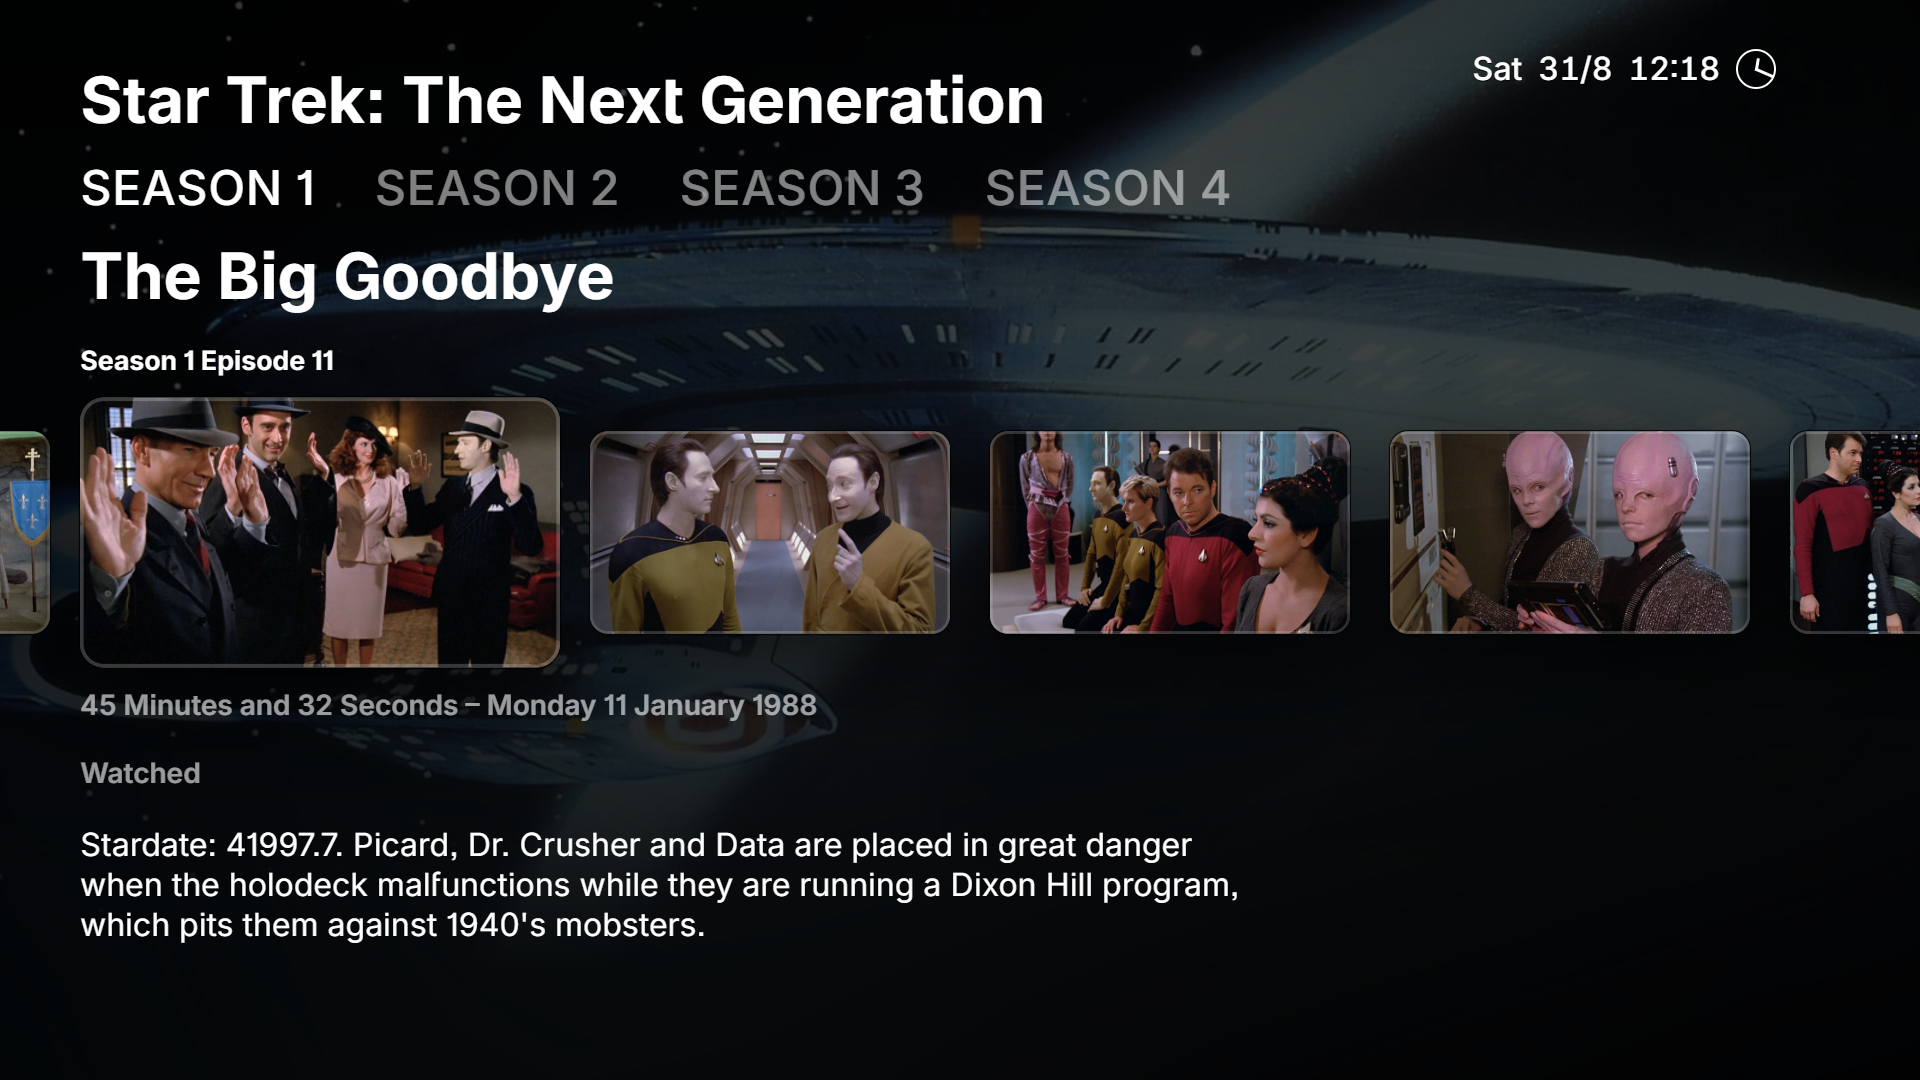 Sat 31/8 12:18
Star Trek: The Next Generation
SEASON 1 SEASON 2 SEASON 3 SEASON 4
The Big Goodbye
Season 1 Episode 11
45 Minutes and 32 Seconds – Monday 11 January 1988
Watched
Stardate: 41997.7. Picard, Dr. Crusher and Data are placed in great danger
when the holodeck malfunctions while they are running a Dixon Hill program,
which pits them against 1940's mobsters.